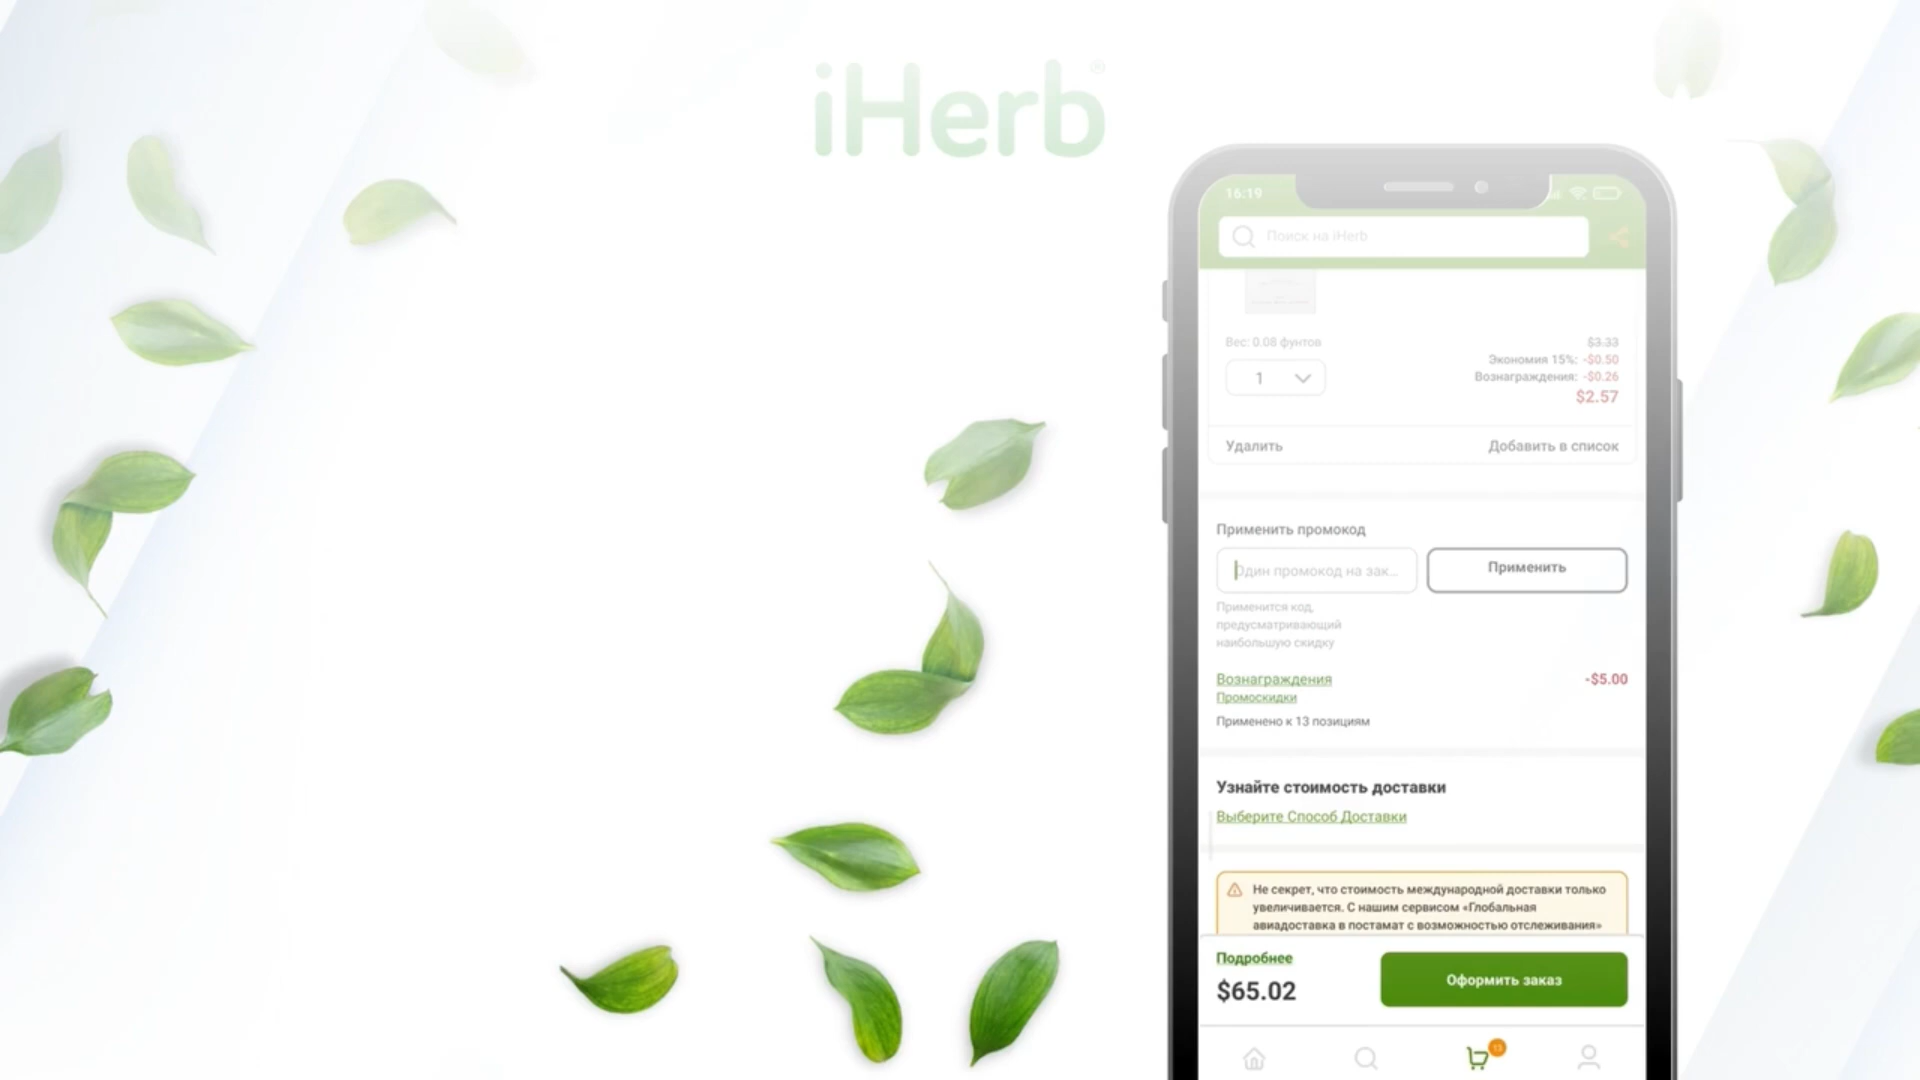 iHerb®
16:19
Поиск на iHerb
Вес: 0.08 фунтов
$3.33
Экономия 15%: -$0.50
1
Вознаграждения: -$0.26
$2.57
Удалить
Добавить в список
Применить промокод
Один промокод на зак...
Применить
Применится код,
предусматривающий
наибольшую скидку
Вознаграждения
-$5.00
Промоскидки
Применено к 13 позициям
Узнайте стоимость доставки
Выберите Способ Доставки
Не секрет, что стоимость международной доставки только
увеличивается. С нашим сервисом «Глобальная
авиадоставка в постамат с возможностью отслеживания»
Подробнее
$65.02
Оформить заказ
13